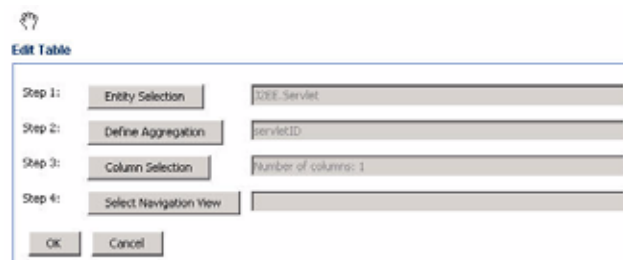 Edit Table
Step 1: Entity Selection J2EE.Servlet
Step 2: Define Aggregation servletID
Step 3: Column Selection Number of columns: 1
Step 4: Select Navigation View
OK Cancel